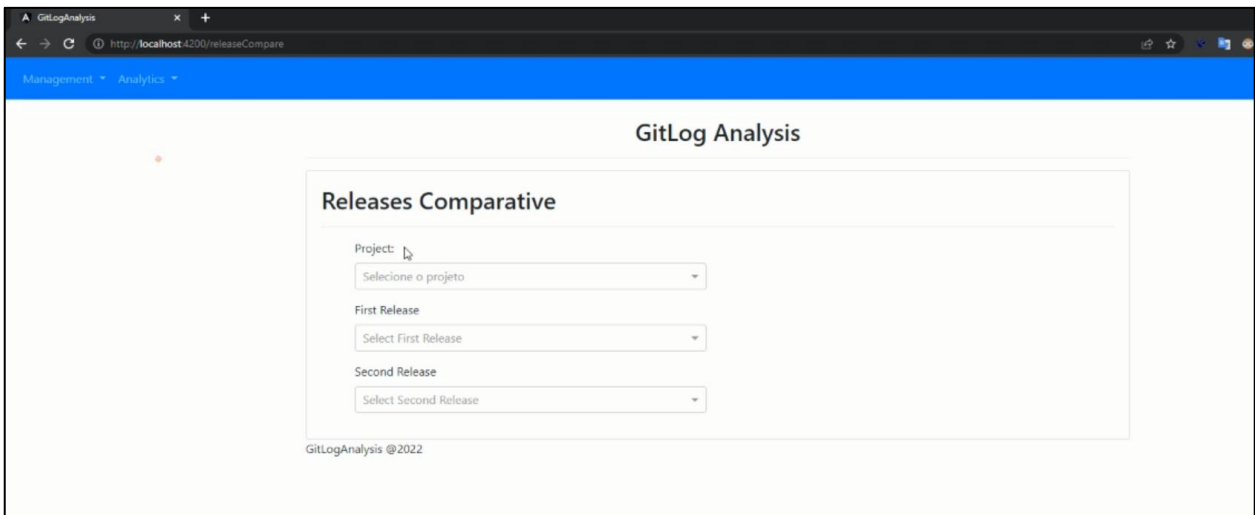 A GitLogAnalysis
http://localhost:4200/releaseCompare
Management Analytics
GitLog Analysis
Releases Comparative
Project:
Selecione o projeto
First Release
Select First Release
Second Release
Select Second Release
GitLogAnalysis @2022